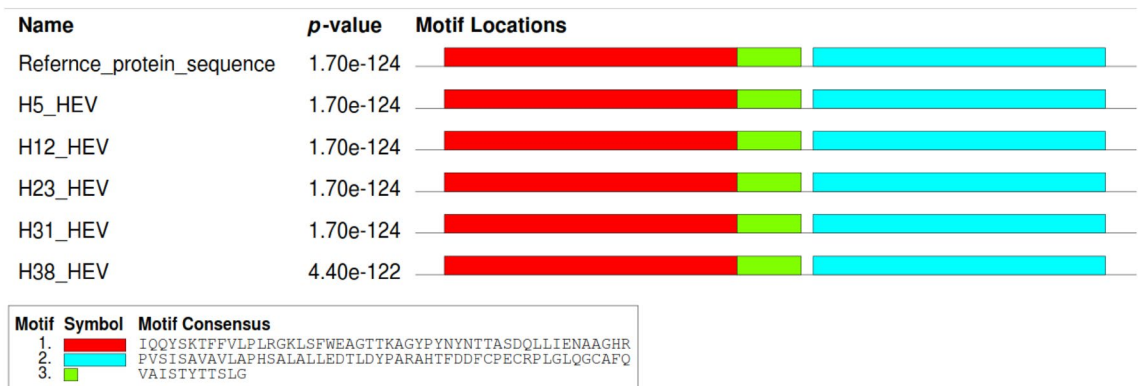 Name p-value Motif Locations
Refernce_protein_sequence 1.70e-124
H5_HEV 1.70e-124
H12_HEV 1.70e-124
H23_HEV 1.70e-124
H31_HEV 1.70e-124
H38_HEV 4.40e-122
Motif Symbol Motif Consensus
1. IQQYSKTFFVLPLRGKLSFWEAGTTKAGYPYNYNTTASDQLLIENAAGHR
2. PVSISAVAVLAPHSALALLEDTLDYPARAHTFDDFCPECRPLGLQGCAFQ
3. VAISTYTTSLG